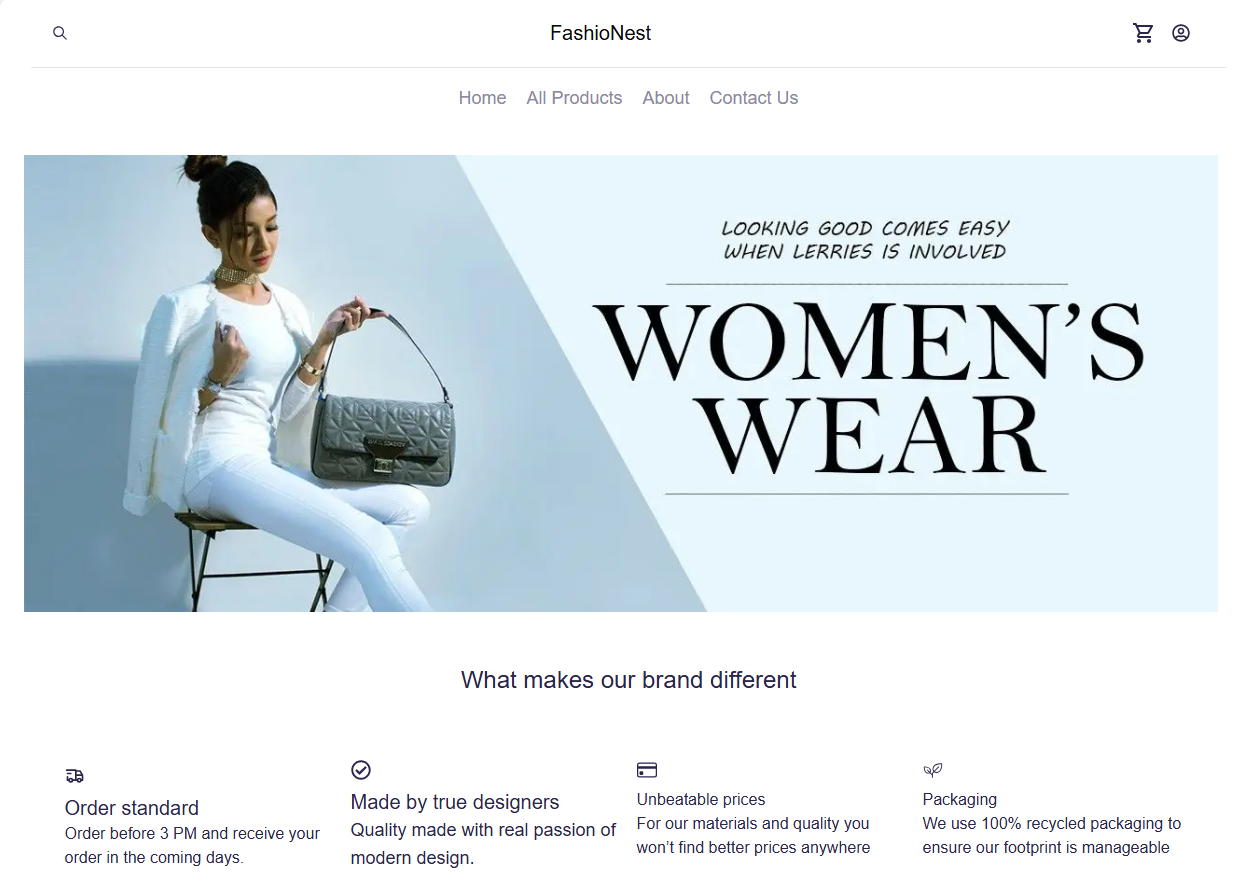 FashioNest
Home All Products About Contact Us
LOOKING GOOD COMES EASY
WHEN LERRIES IS INVOLVED
WOMEN'S
WEAR
What makes our brand different
Order standard
Order before 3 PM and receive your
order in the coming days.
Made by true designers
Quality made with real passion of
modern design.
Unbeatable prices
For our materials and quality you
won’t find better prices anywhere
Packaging
We use 100% recycled packaging to
ensure our footprint is manageable